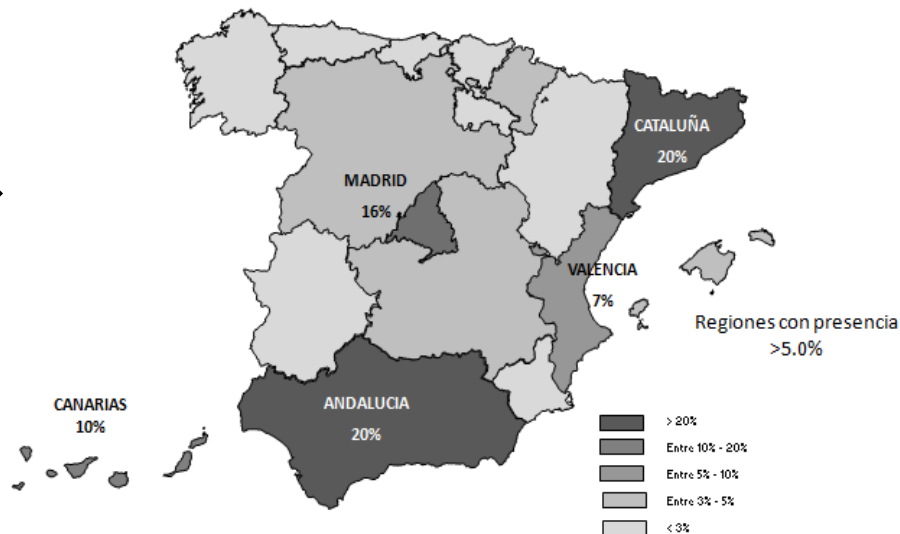 CATALUÑA
20%
MADRID
16%
VALENCIA
7%
Regiones con presencia
>5.0%
CANARIAS
10%
ANDALUCIA
20%
> 20%
Entre 10% - 20%
Entre 5% - 10%
Entre 3% - 5%
< 3%